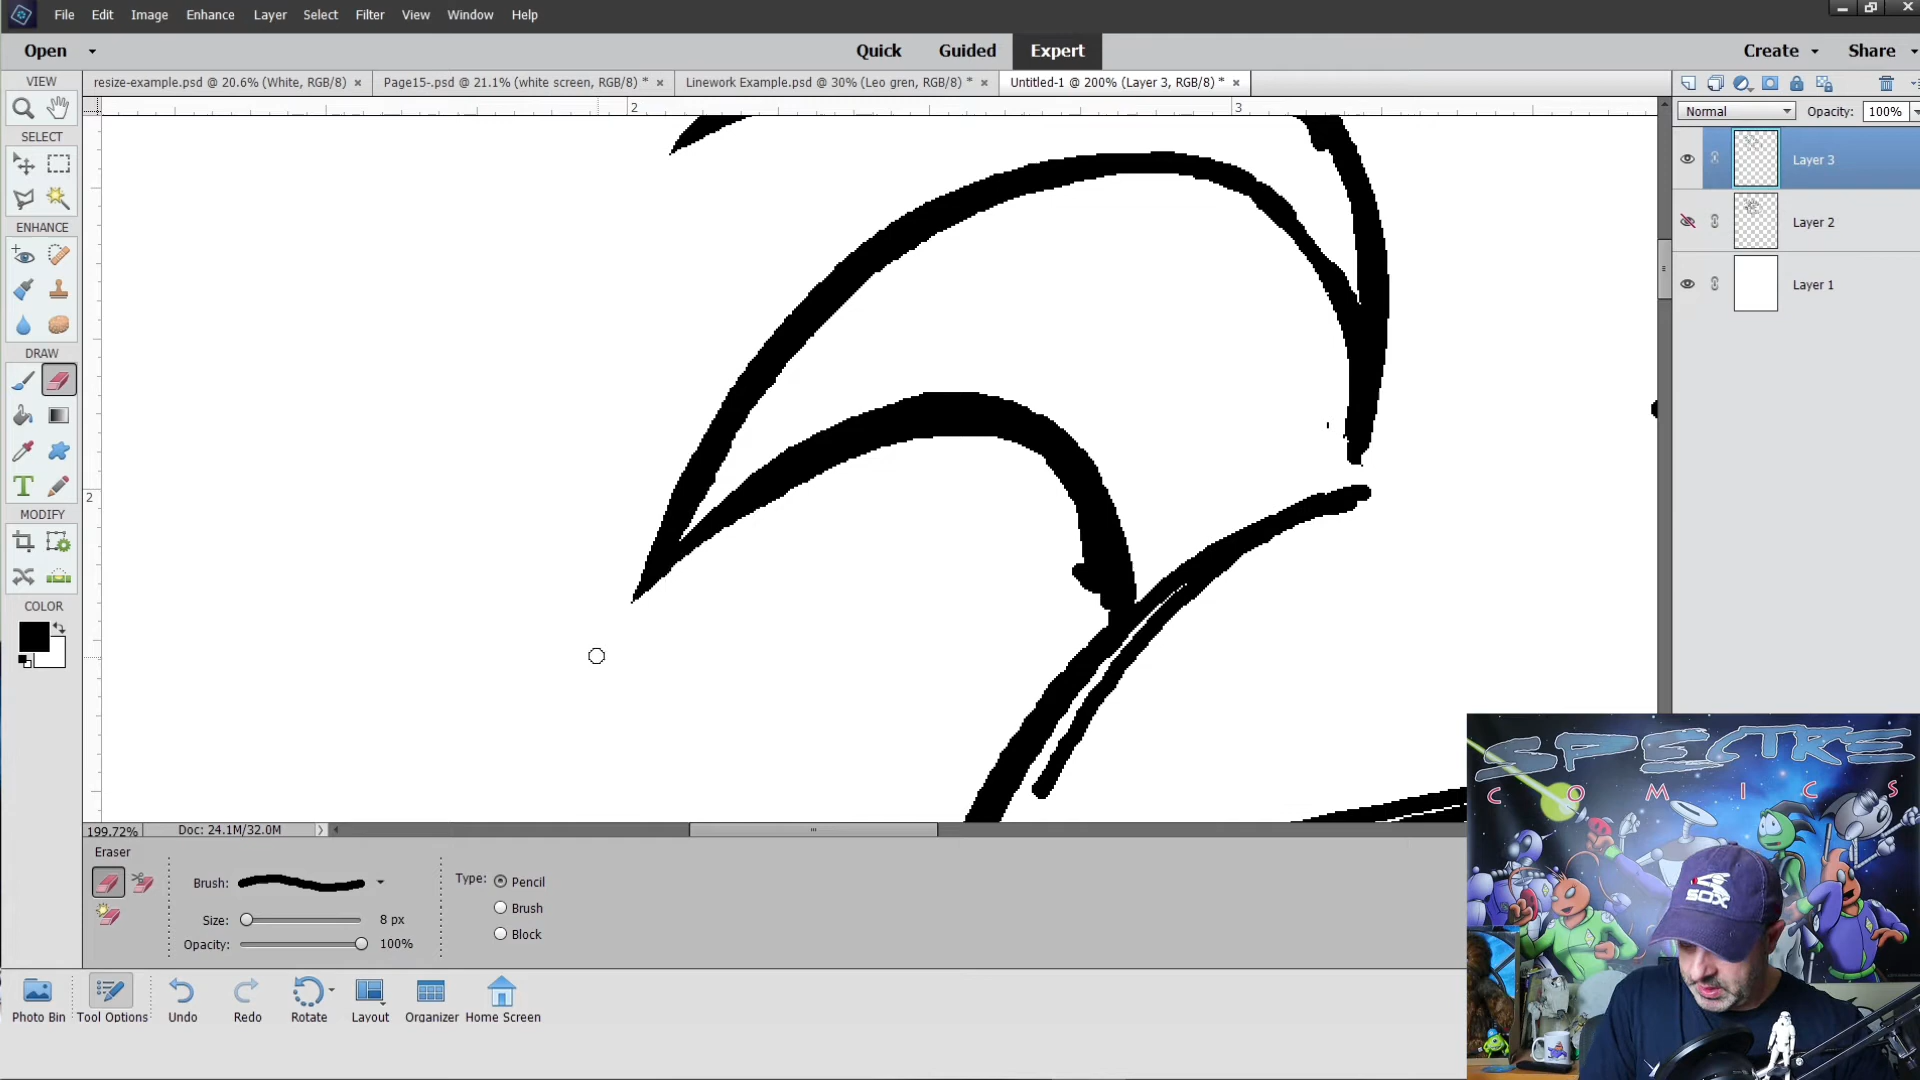 File Edit Image Enhance Layer Select Filter View Window Help
Open Quick Guided Expert Create Share
VIEW
resize-example.psd @ 20.6% (White, RGB/8) × Page15-.psd @ 21.1% (white screen, RGB/8) * × Linework Example.psd @ 30% (Leo gren, RGB/8) * × Untitled-1 @ 200% (Layer 3, RGB/8) * ×
2 3
Normal Opacity: 100%
SELECT
Layer 3
Layer 2
ENHANCE
Layer 1
DRAW
2
MODIFY
COLOR
199.72% Doc: 24.1M/32.0M
Eraser
Brush:
Size: 8 px
Opacity: 100%
Type: Pencil
Brush
Block
Photo Bin Tool Options Undo Redo Rotate Layout Organizer Home Screen
SPECTRE
COMICS
SOX